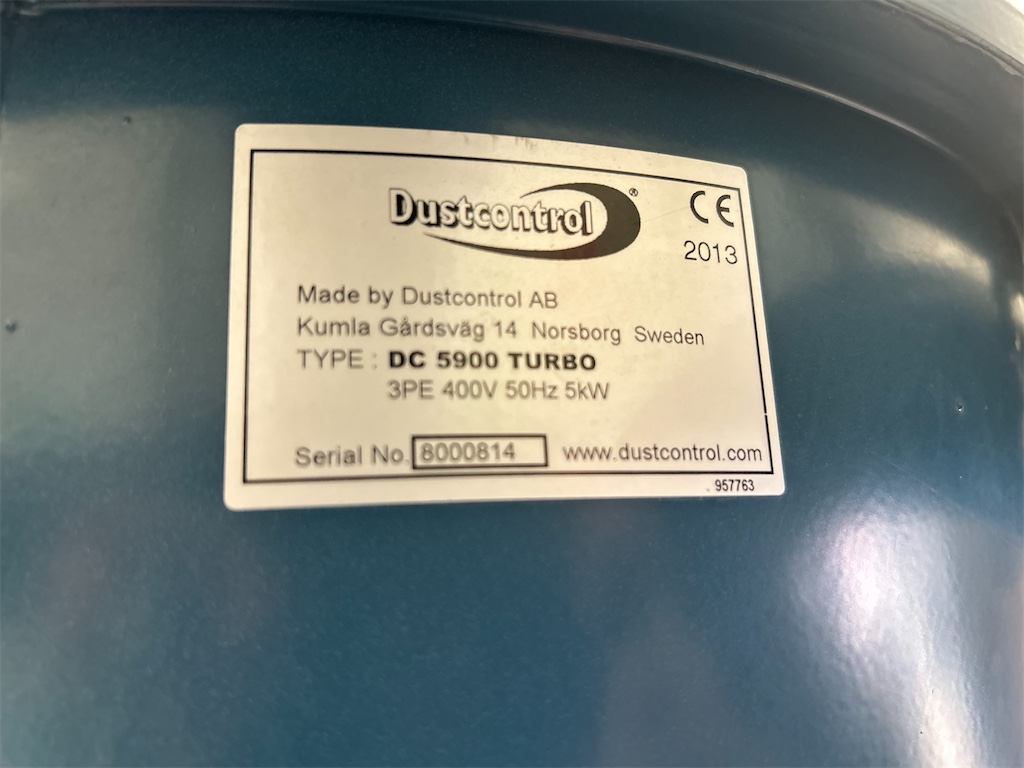 Dustcontrol ®
CE
2013
Made by Dustcontrol AB
Kumla Gårdsväg 14 Norsborg Sweden
TYPE : DC 5900 TURBO
3PE 400V 50Hz 5kW
Serial No. 8000814 www.dustcontrol.com
957763